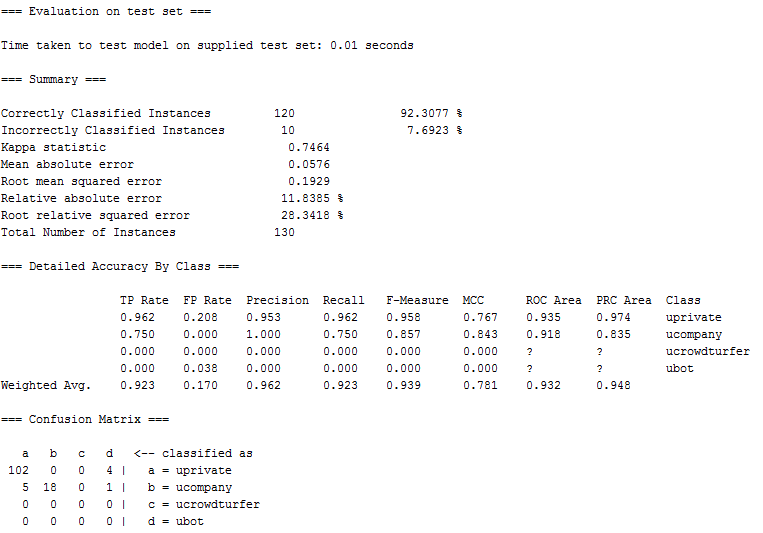 === Evaluation on test set ===
Time taken to test model on supplied test set: 0.01 seconds
=== Summary ===
Correctly Classified Instances 120 92.3077 %
Incorrectly Classified Instances 10 7.6923 %
Kappa statistic 0.7464
Mean absolute error 0.0576
Root mean squared error 0.1929
Relative absolute error 11.8385 %
Root relative squared error 28.3418 %
Total Number of Instances 130
=== Detailed Accuracy By Class ===
TP Rate FP Rate Precision Recall F-Measure MCC ROC Area PRC Area Class
0.962 0.208 0.953 0.962 0.958 0.767 0.935 0.974 uprivate
0.750 0.000 1.000 0.750 0.857 0.843 0.918 0.835 ucompany
0.000 0.000 0.000 0.000 0.000 0.000 ? ? ucrowdturfer
0.000 0.038 0.000 0.000 0.000 0.000 ? ? ubot
Weighted Avg. 0.923 0.170 0.962 0.923 0.939 0.781 0.932 0.948
=== Confusion Matrix ===
a b c d <-- classified as
102 0 0 4 | a = uprivate
5 18 0 1 | b = ucompany
0 0 0 0 | c = ucrowdturfer
0 0 0 0 | d = ubot